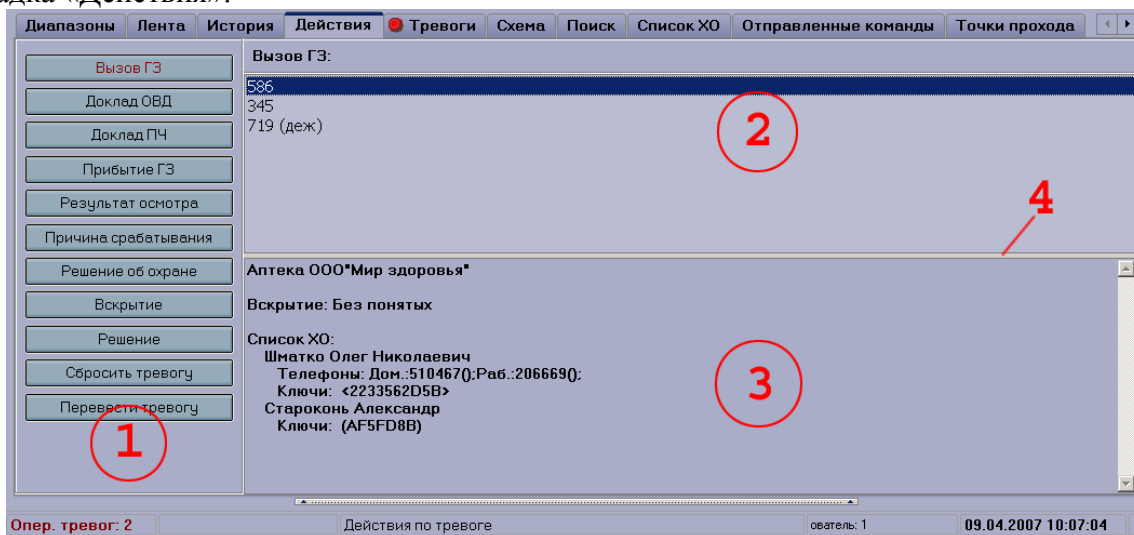 адка «Действия».
Диапазоны Лента История Действия Тревоги Схема Поиск Список ХО Отправленные команды Точки прохода
Вызов ГЗ
Доклад ОВД
Доклад ПЧ
Прибытие ГЗ
Результат осмотра
Причина срабатывания
Решение об охране
Вскрытие
Решение
Сбросить тревогу
Перевести тревогу
1
Вызов ГЗ:
586
345
719 (деж)
2
4
Аптека ООО"Мир здоровья"
Вскрытие: Без понятых
Список ХО:
Шматко Олег Николаевич
Телефоны: Дом.:510467();Раб.:206669();
Ключи: <2233562D5B>
Староконь Александр
Ключи: (AF5FD8B)
3
Опер. тревог: 2 Действия по тревоге ователь: 1 09.04.2007 10:07:04